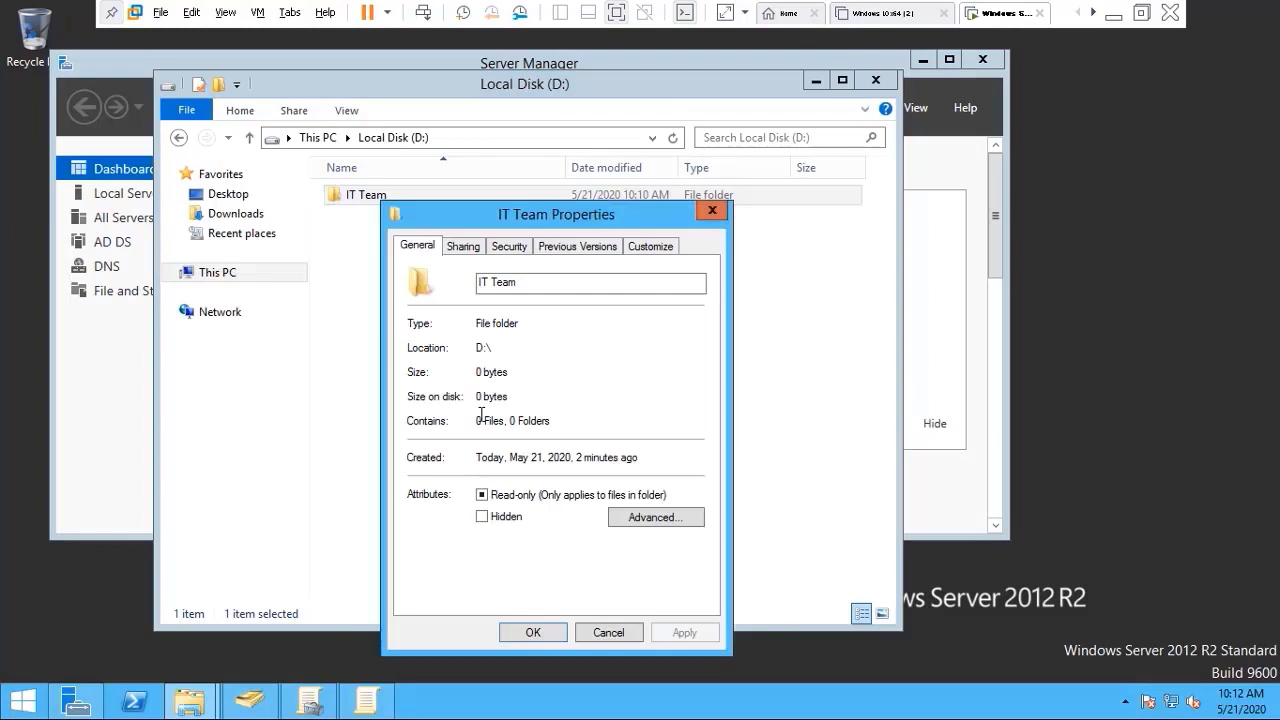 File Edit View VM Tabs Help
Home
Windows 10 x64 (2)
Windows S...
Recycle
Server Manager
Local Disk (D:)
File Home Share View
View Help
This PC Local Disk (D:)
Search Local Disk (D:)
Name Date modified Type Size
Dashboard
Local Serv
All Servers
AD DS
DNS
File and St
Favorites
Desktop
Downloads
Recent places
This PC
Network
IT Team 5/21/2020 10:10 AM File folder
IT Team Properties
General Sharing Security Previous Versions Customize
IT Team
Type: File folder
Location: D:\
Size: 0 bytes
Size on disk: 0 bytes
Contains: 0 Files, 0 Folders
Created: Today, May 21, 2020, 2 minutes ago
Attributes: Read-only (Only applies to files in folder)
Hidden
Advanced...
OK Cancel Apply
Hide
1 item 1 item selected
ws Server 2012 R2
Windows Server 2012 R2 Standard
Build 9600
10:12 AM
5/21/2020